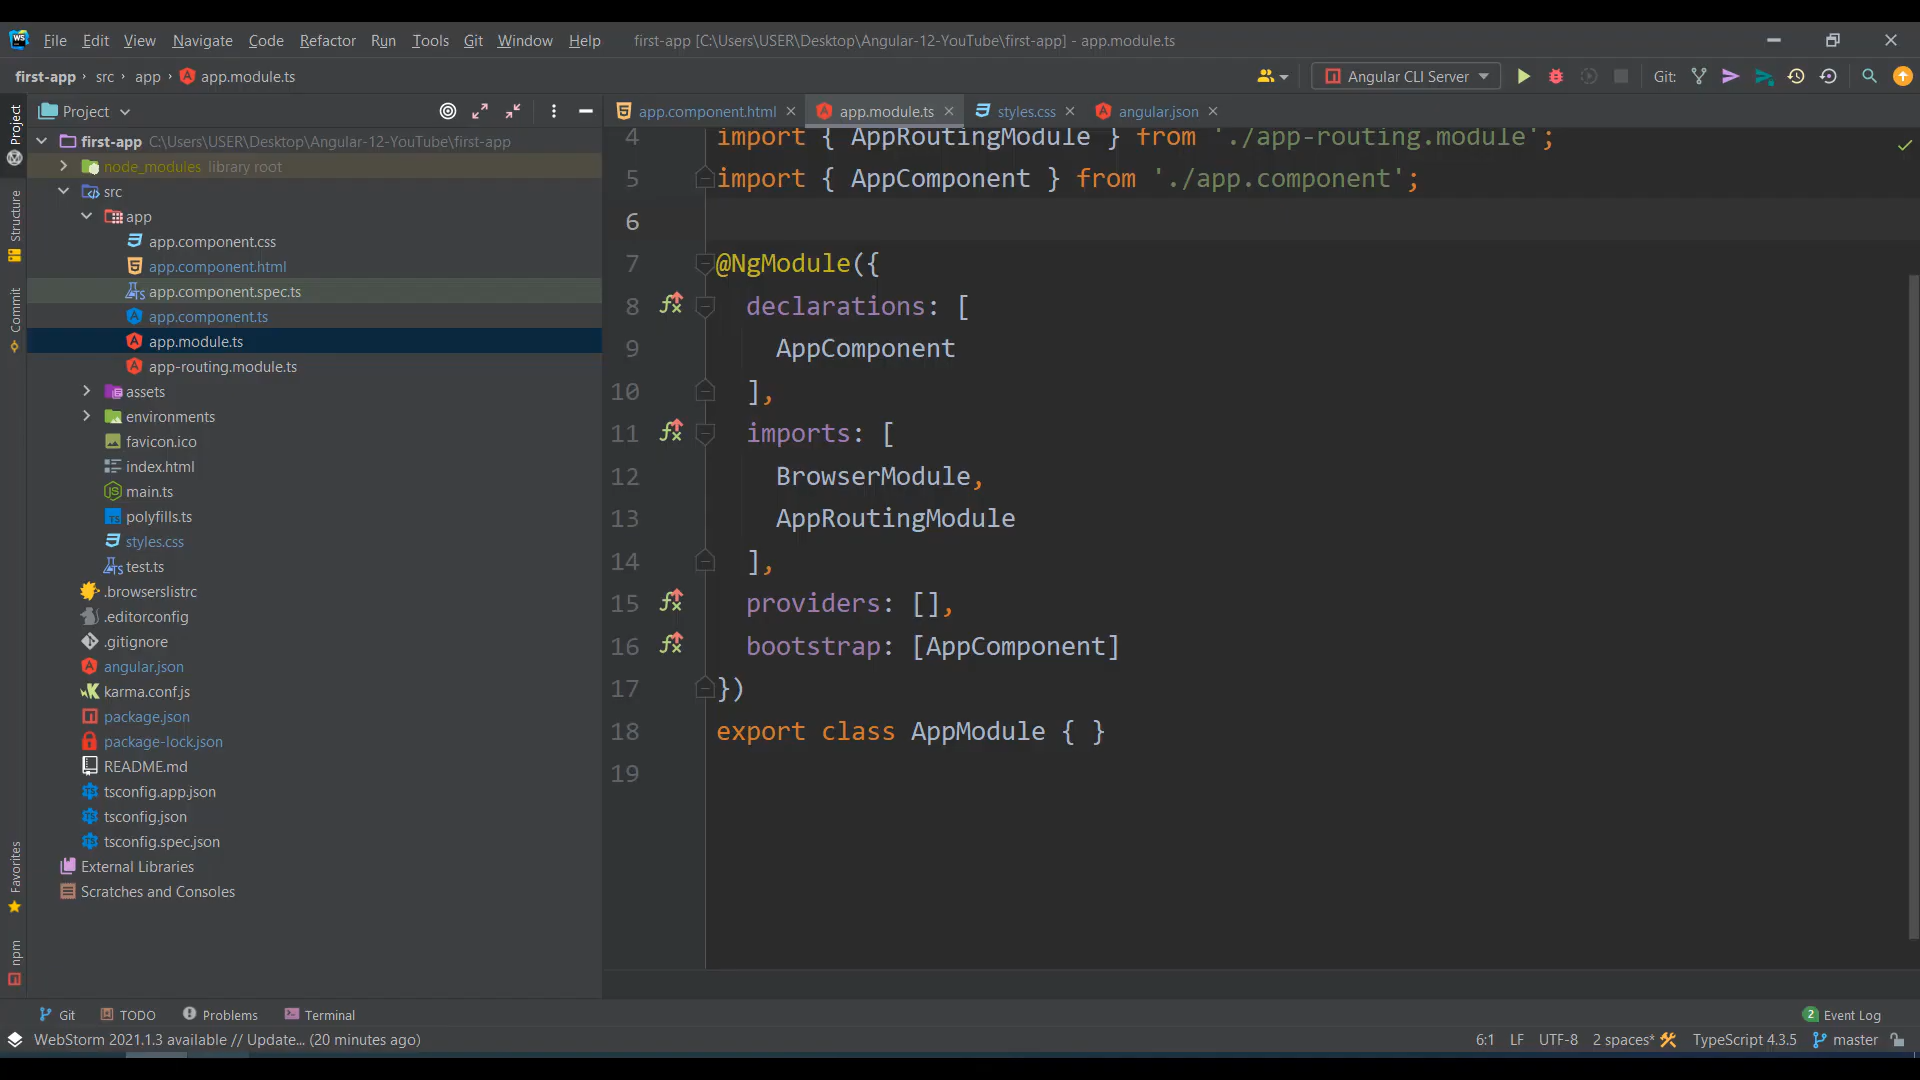 File Edit View Navigate Code Refactor Run Tools Git Window Help first-app [C:\Users\USER\Desktop\Angular-12-YouTube\first-app] - app.module.ts
first-app src app app.module.ts Angular CLI Server Git:
Project
app.component.html app.module.ts styles.css angular.json
Project
Structure
Commit
Favorites
npm
first-app C:\Users\USER\Desktop\Angular-12-YouTube\first-app
node_modules library root
src
app
app.component.css
app.component.html
app.component.spec.ts
app.component.ts
app.module.ts
app-routing.module.ts
assets
environments
favicon.ico
index.html
main.ts
polyfills.ts
styles.css
test.ts
.browserslistrc
.editorconfig
.gitignore
angular.json
karma.conf.js
package.json
package-lock.json
README.md
tsconfig.app.json
tsconfig.json
tsconfig.spec.json
External Libraries
Scratches and Consoles
4 import { AppRoutingModule } from './app-routing.module';
5 import { AppComponent } from './app.component';
6
7 @NgModule({
8 declarations: [
9 AppComponent
10 ],
11 imports: [
12 BrowserModule,
13 AppRoutingModule
14 ],
15 providers: [],
16 bootstrap: [AppComponent]
17 })
18 export class AppModule { }
19
Git TODO Problems Terminal 2 Event Log
WebStorm 2021.1.3 available // Update... (20 minutes ago) 6:1 LF UTF-8 2 spaces* TypeScript 4.3.5 master